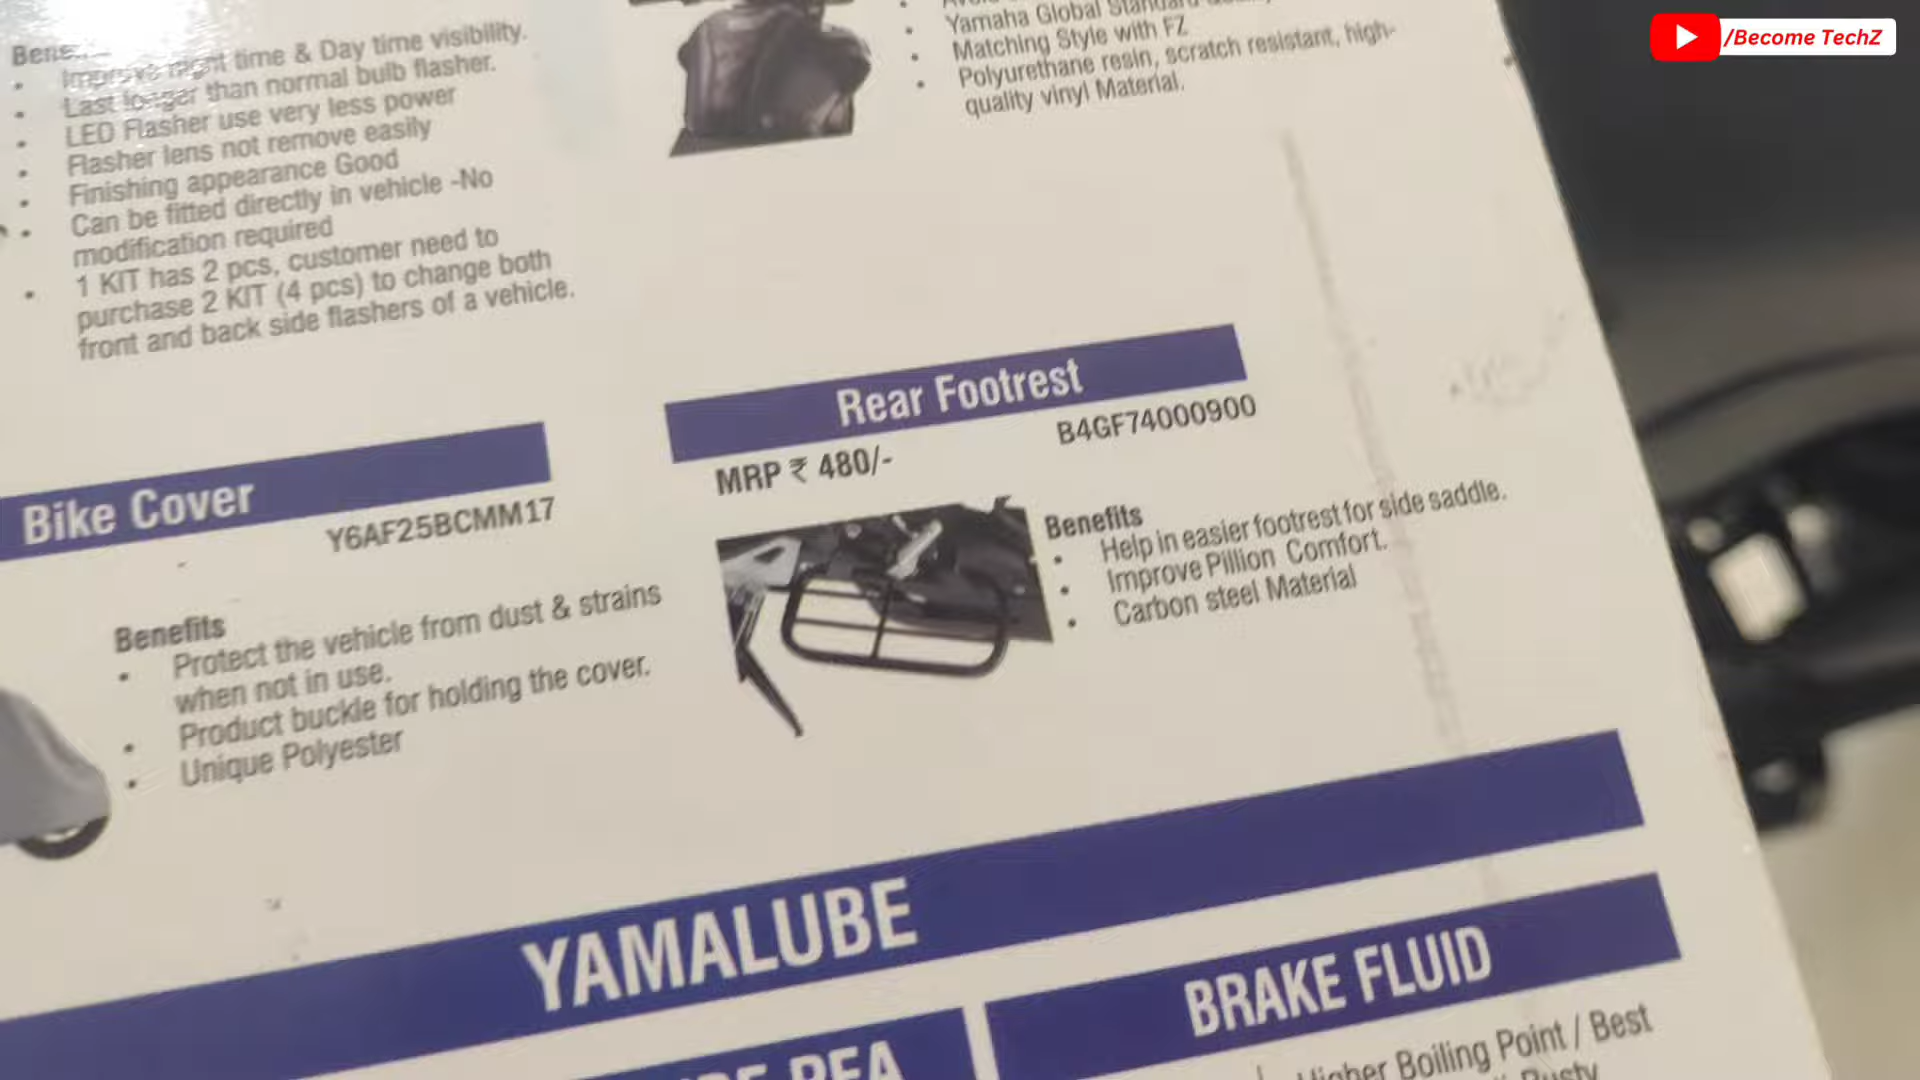 /Become TechZ
Yamaha Global Standard
Matching Style with FZ
Polyurethane resin, scratch resistant, high-
quality vinyl Material.
Improve night time & Day time visibility.
Last longer than normal bulb flasher.
LED Flasher use very less power
Flasher lens not remove easily
Finishing appearance Good
Can be fitted directly in vehicle -No
modification required
1 KIT has 2 pcs, customer need to
purchase 2 KIT (4 pcs) to change both
front and back side flashers of a vehicle.
Rear Footrest
MRP ₹ 480/-
B4GF74000900
Benefits
Help in easier footrest for side saddle.
Improve Pillion Comfort.
Carbon steel Material
Bike Cover
Y6AF25BCMM17
Benefits
Protect the vehicle from dust & strains
when not in use.
Product buckle for holding the cover.
Unique Polyester
YAMALUBE
BRAKE FLUID
Higher Boiling Point / Best